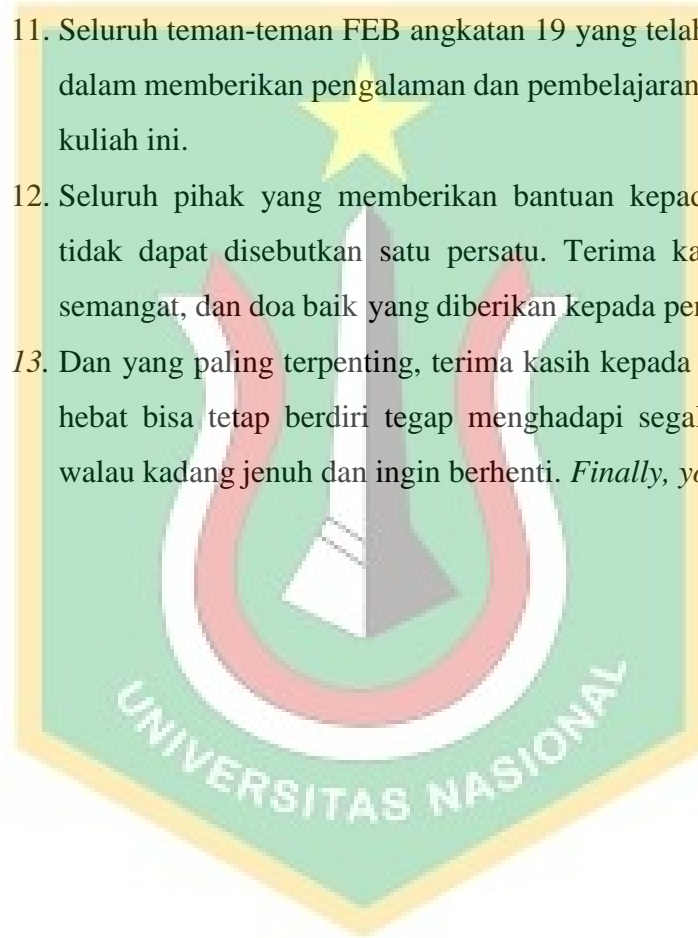 11. Seluruh teman-teman FEB angkatan 19 yang telah
dalam memberikan pengalaman dan pembelajaran
kuliah ini.
12. Seluruh pihak yang memberikan bantuan kepad
tidak dapat disebutkan satu persatu. Terima ka
semangat, dan doa baik yang diberikan kepada pe
13. Dan yang paling terpenting, terima kasih kepada
hebat bisa tetap berdiri tegap menghadapi segal
walau kadang jenuh dan ingin berhenti. Finally, yo
UNIVERSITAS NASIONAL